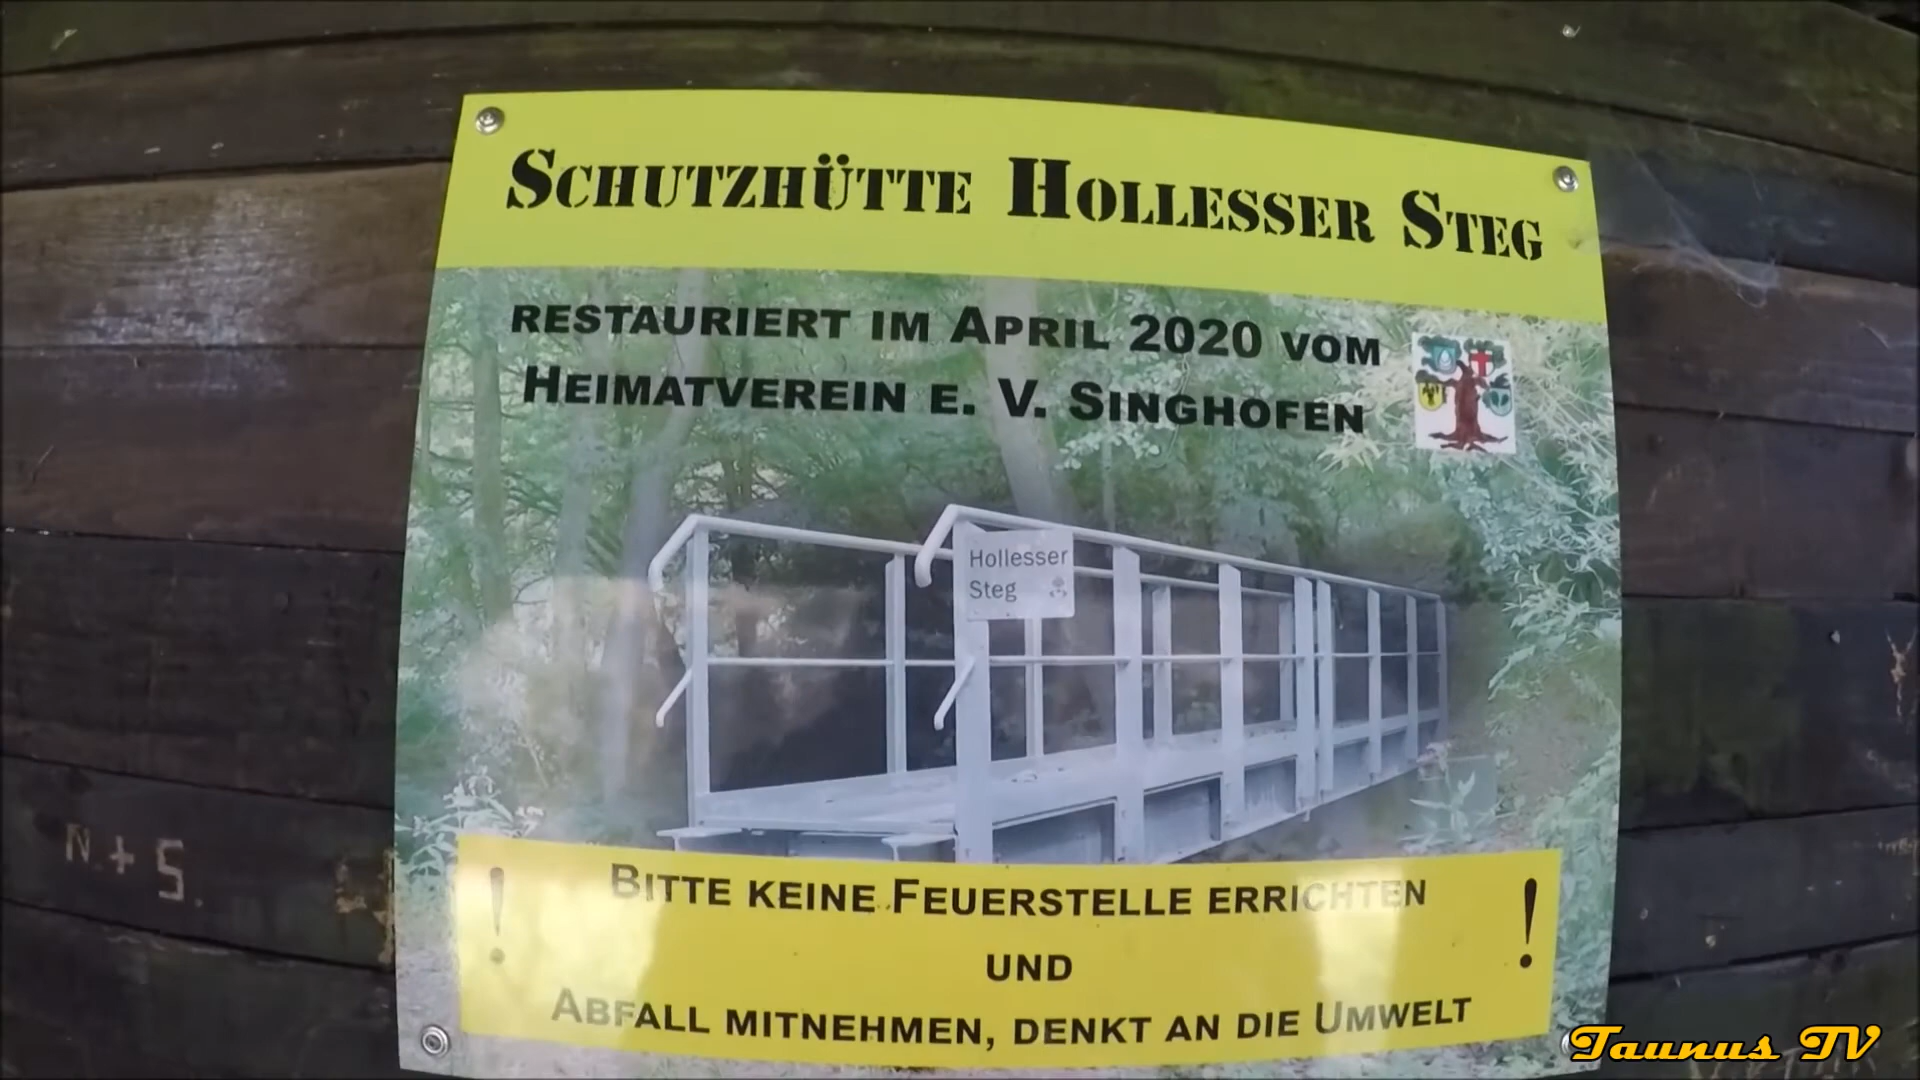 SCHUTZHÜTTE HOLLESSER STEG
RESTAURIERT IM APRIL 2020 VOM
HEIMATVEREIN E. V. SINGHOFEN
Hollesser
Steg
! BITTE KEINE FEUERSTELLE ERRICHTEN !
UND
ABFALL MITNEHMEN, DENKT AN DIE UMWELT
N.+S.
Taunus TV